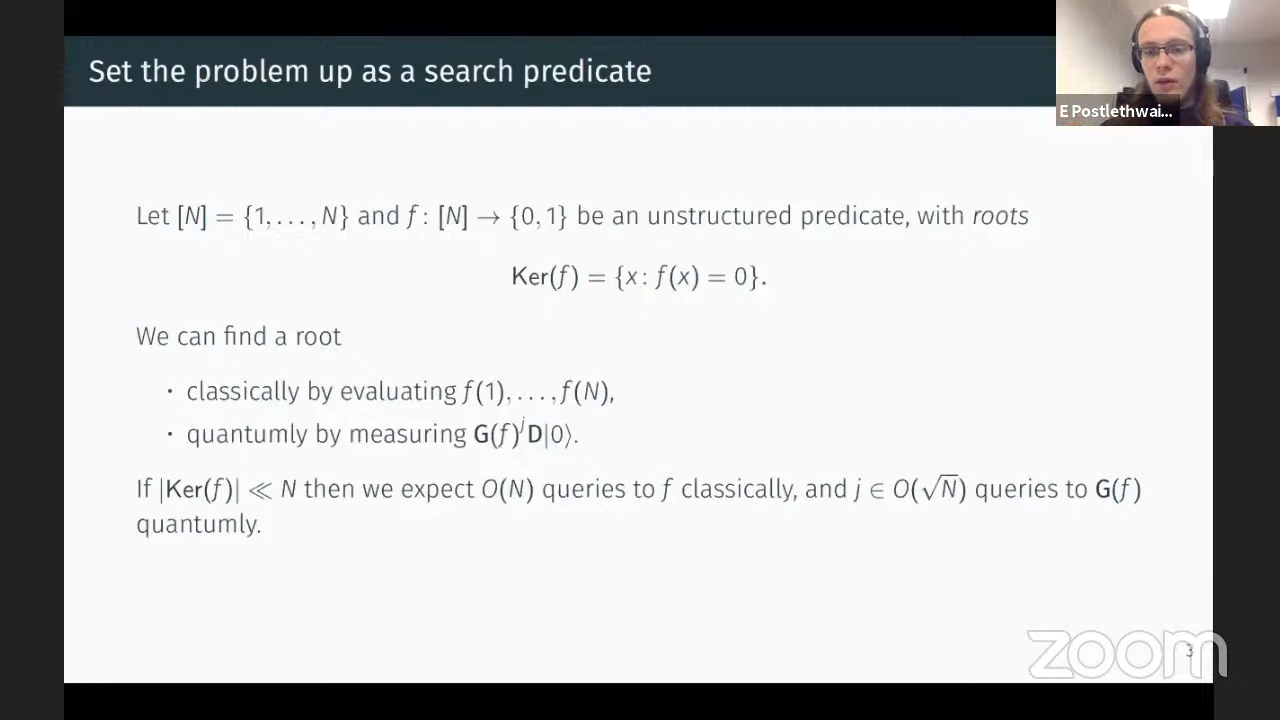 Set the problem up as a search predicate
E Postlethwai...
Let [N] = {1, . . . , N} and f : [N] → {0, 1} be an unstructured predicate, with roots
Ker(f) = {x : f(x) = 0}.
We can find a root
· classically by evaluating f(1), . . . , f(N),
· quantumly by measuring G(f)^j D|0⟩.
If |Ker(f)| ≪ N then we expect O(N) queries to f classically, and j ∈ O(√N) queries to G(f)
quantumly.
zoom
3